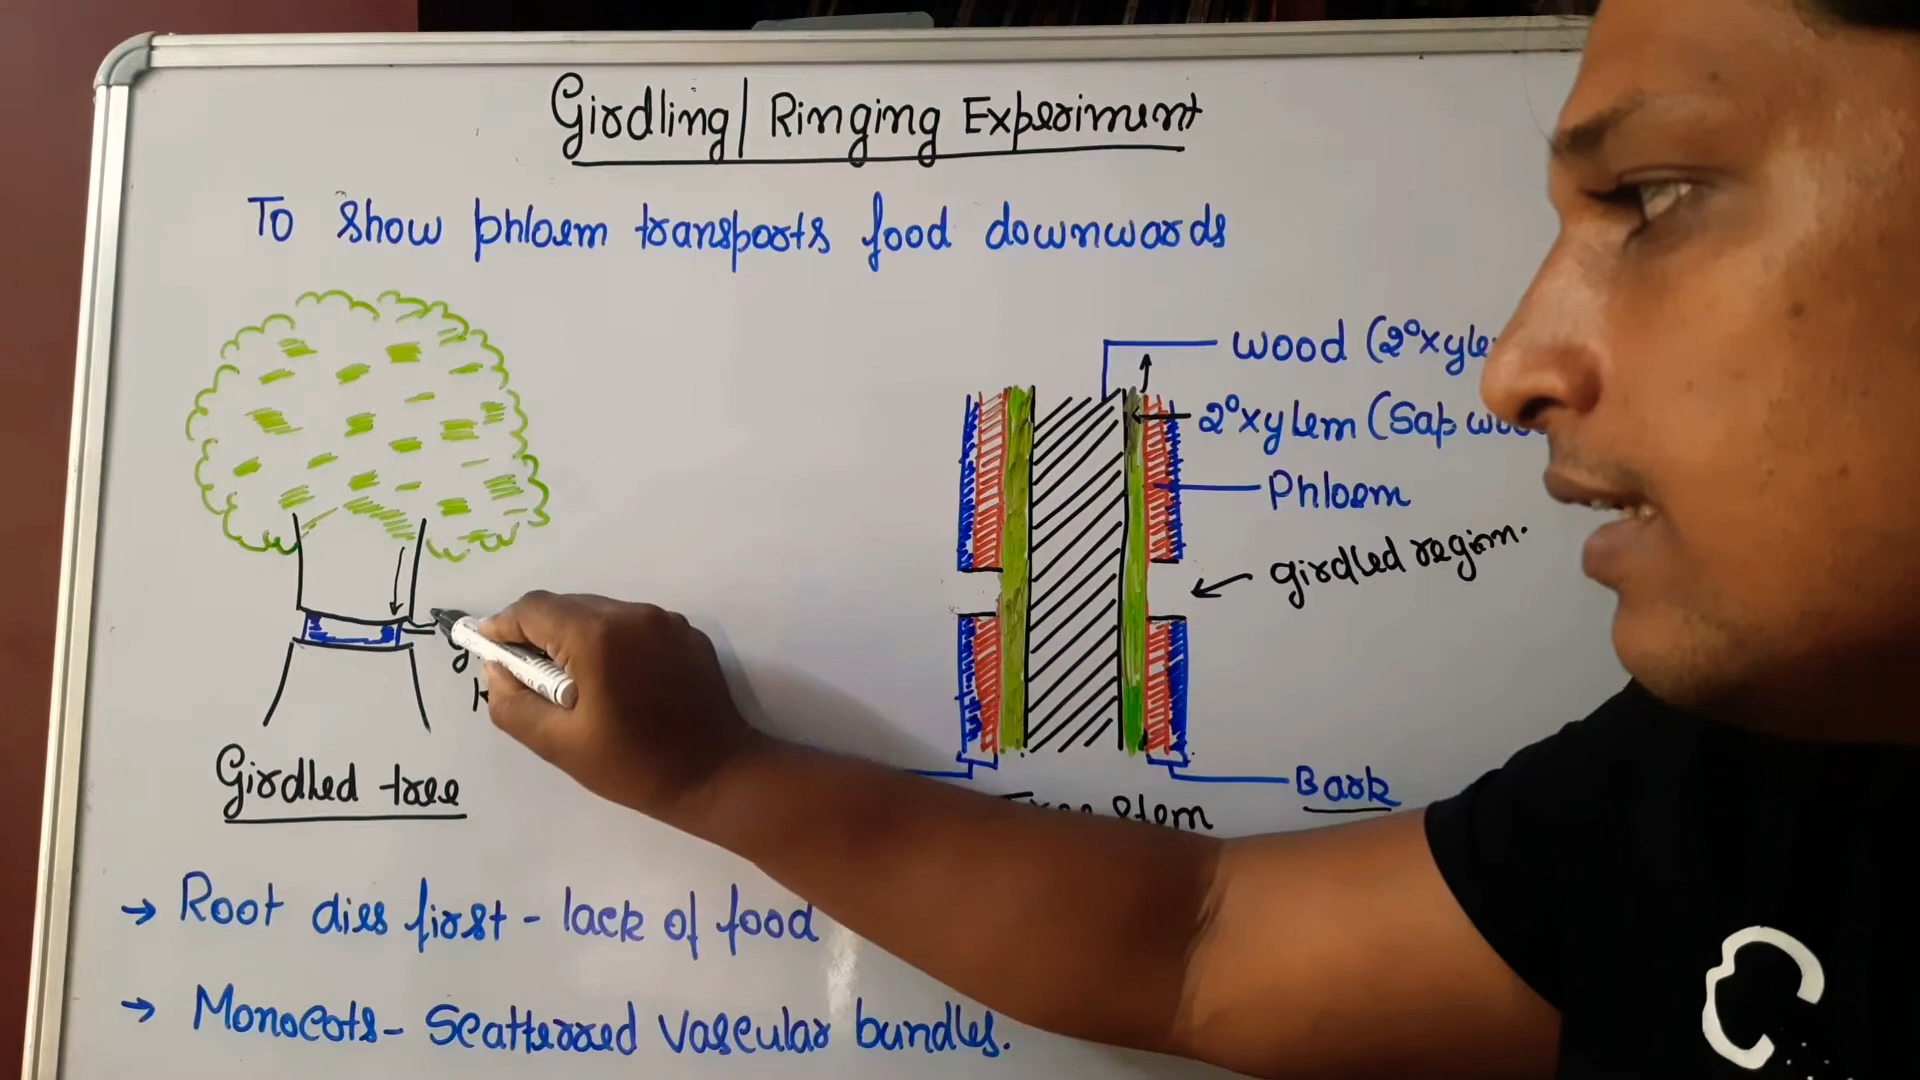 Girdling/Ringing Experiment
To show phloem transports food downwards
wood (2°xyle
2°xylem (Sap
Phloem
girdled region.
Bark
stem
Girdled tree
→ Root dies first - lack of food
→ Monocots - Scatterred vascular bundles.